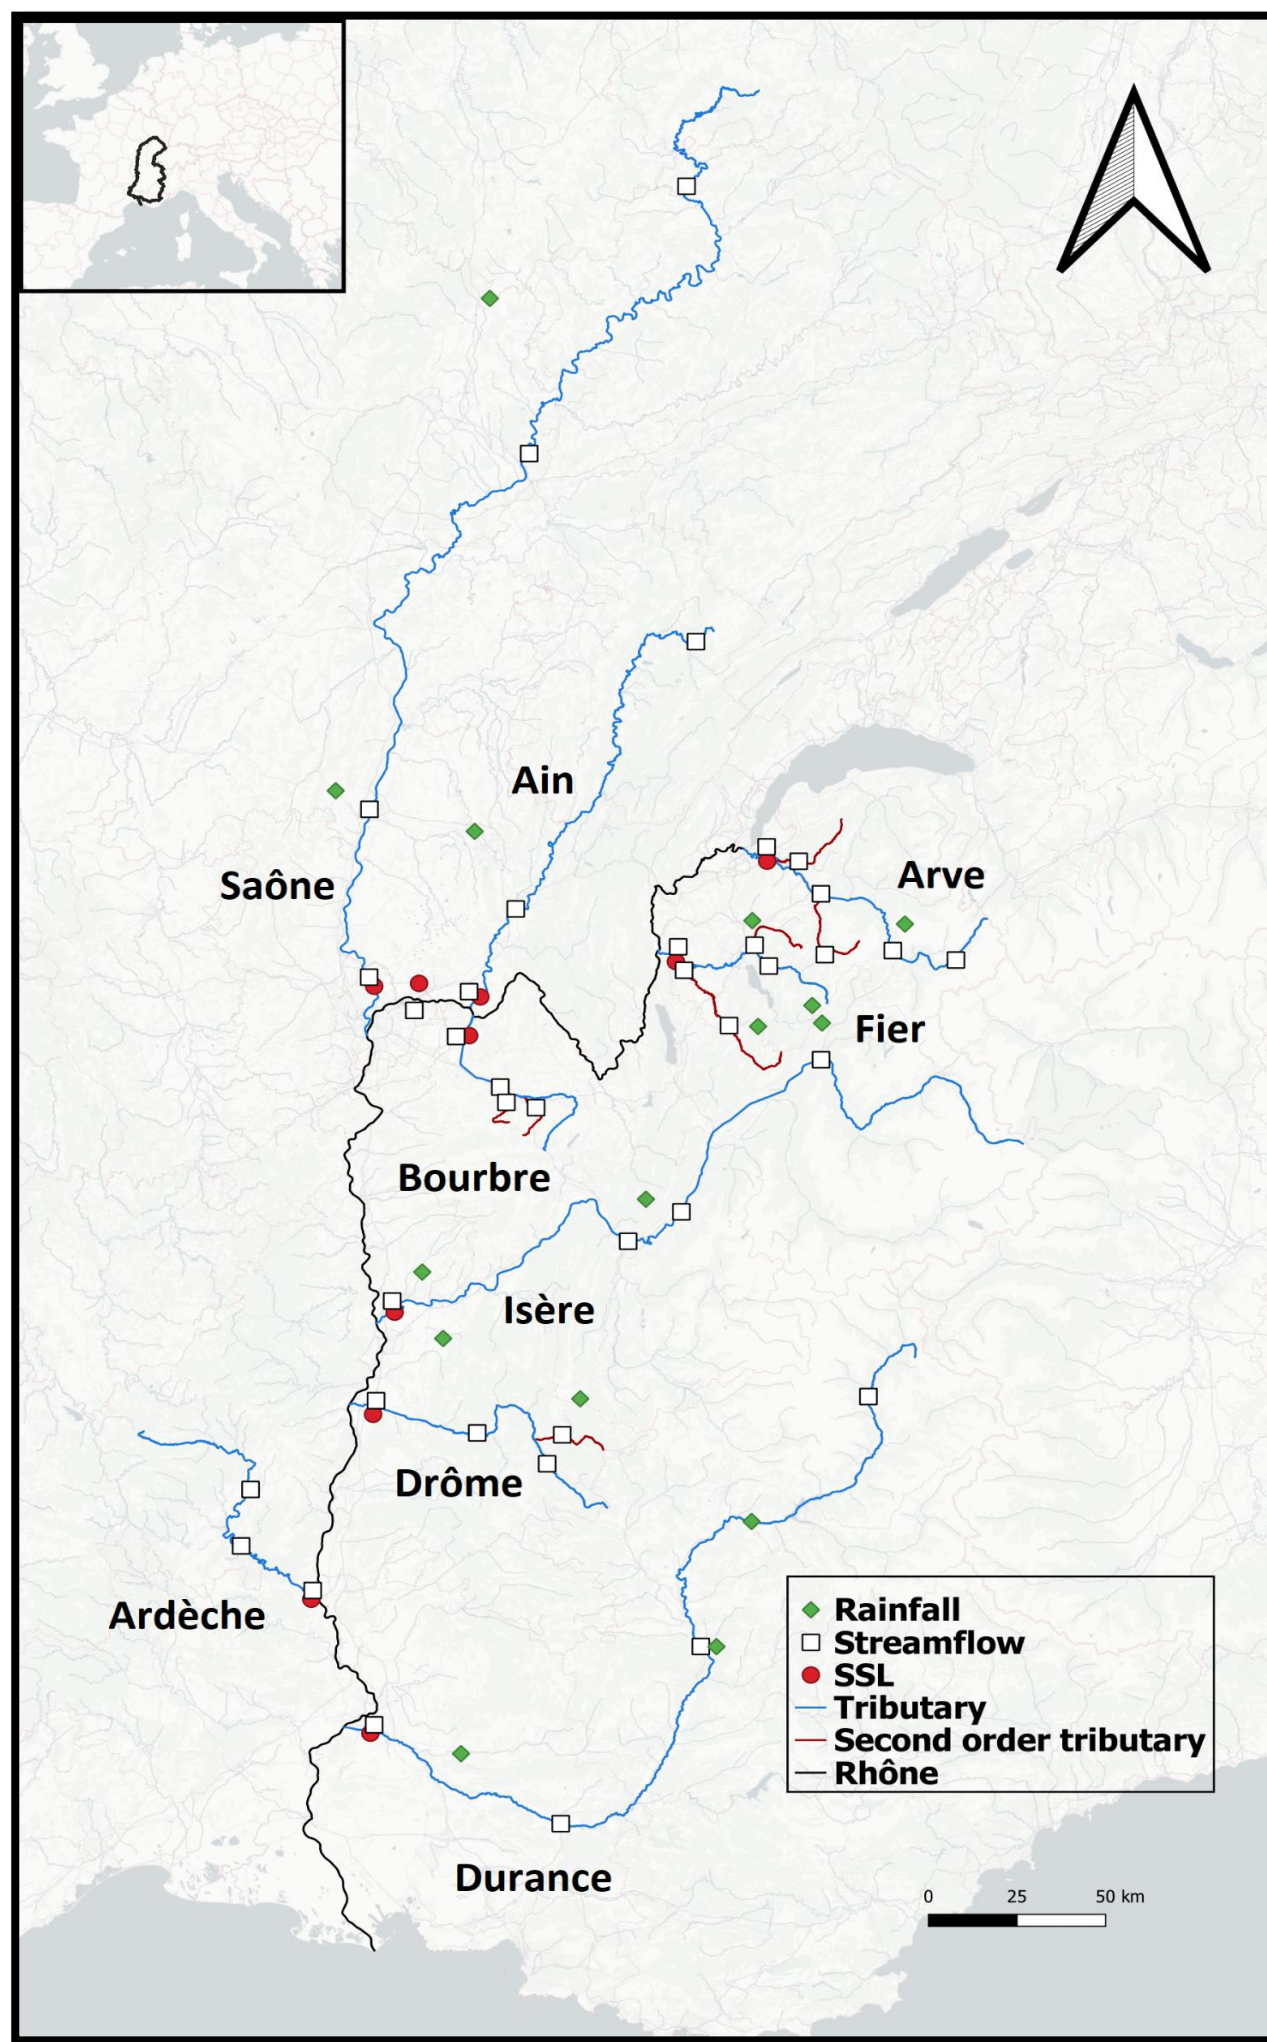 Ain
Saône
Arve
Fier
Bourbre
Isère
Drôme
Ardèche
Rainfall
Streamflow
SSL
Tributary
Second order tributary
Rhône
Durance
0 25 50 km